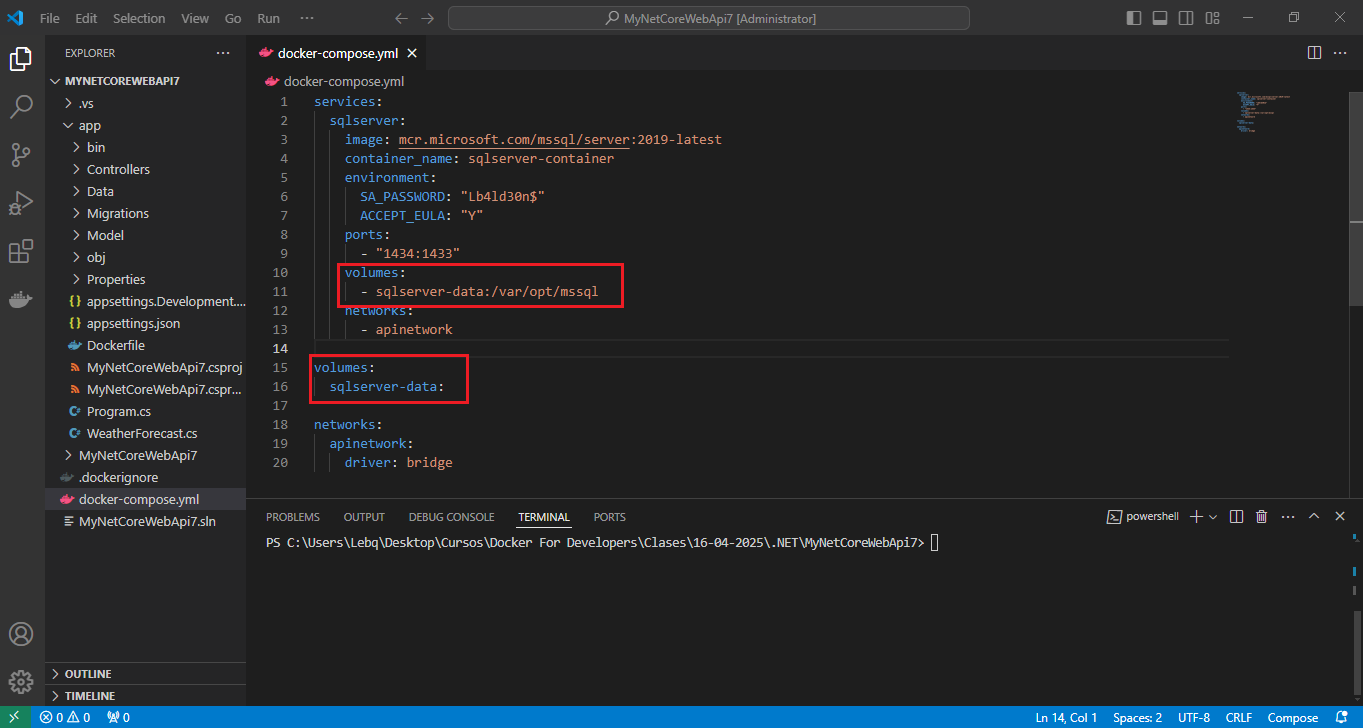 File Edit Selection View Go Run ···
MyNetCoreWebApi7 [Administrator]
EXPLORER ···
MYNETCOREWEBAPI7
.vs
app
bin
Controllers
Data
Migrations
Model
obj
Properties
{} appsettings.Development....
{} appsettings.json
Dockerfile
MyNetCoreWebApi7.csproj
MyNetCoreWebApi7.cspr...
C# Program.cs
C# WeatherForecast.cs
MyNetCoreWebApi7
.dockerignore
docker-compose.yml
MyNetCoreWebApi7.sln
OUTLINE
TIMELINE
docker-compose.yml
docker-compose.yml
1 services:
2   sqlserver:
3     image: mcr.microsoft.com/mssql/server:2019-latest
4     container_name: sqlserver-container
5     environment:
6       SA_PASSWORD: "Lb4ld30n$"
7       ACCEPT_EULA: "Y"
8     ports:
9       - "1434:1433"
10     volumes:
11       - sqlserver-data:/var/opt/mssql
12     networks:
13       - apinetwork
14
15 volumes:
16   sqlserver-data:
17
18 networks:
19   apinetwork:
20     driver: bridge
PROBLEMS OUTPUT DEBUG CONSOLE TERMINAL PORTS
powershell
PS C:\Users\Lebq\Desktop\Cursos\Docker For Developers\Clases\16-04-2025\.NET\MyNetCoreWebApi7>
0 0 0
Ln 14, Col 1 Spaces: 2 UTF-8 CRLF Compose